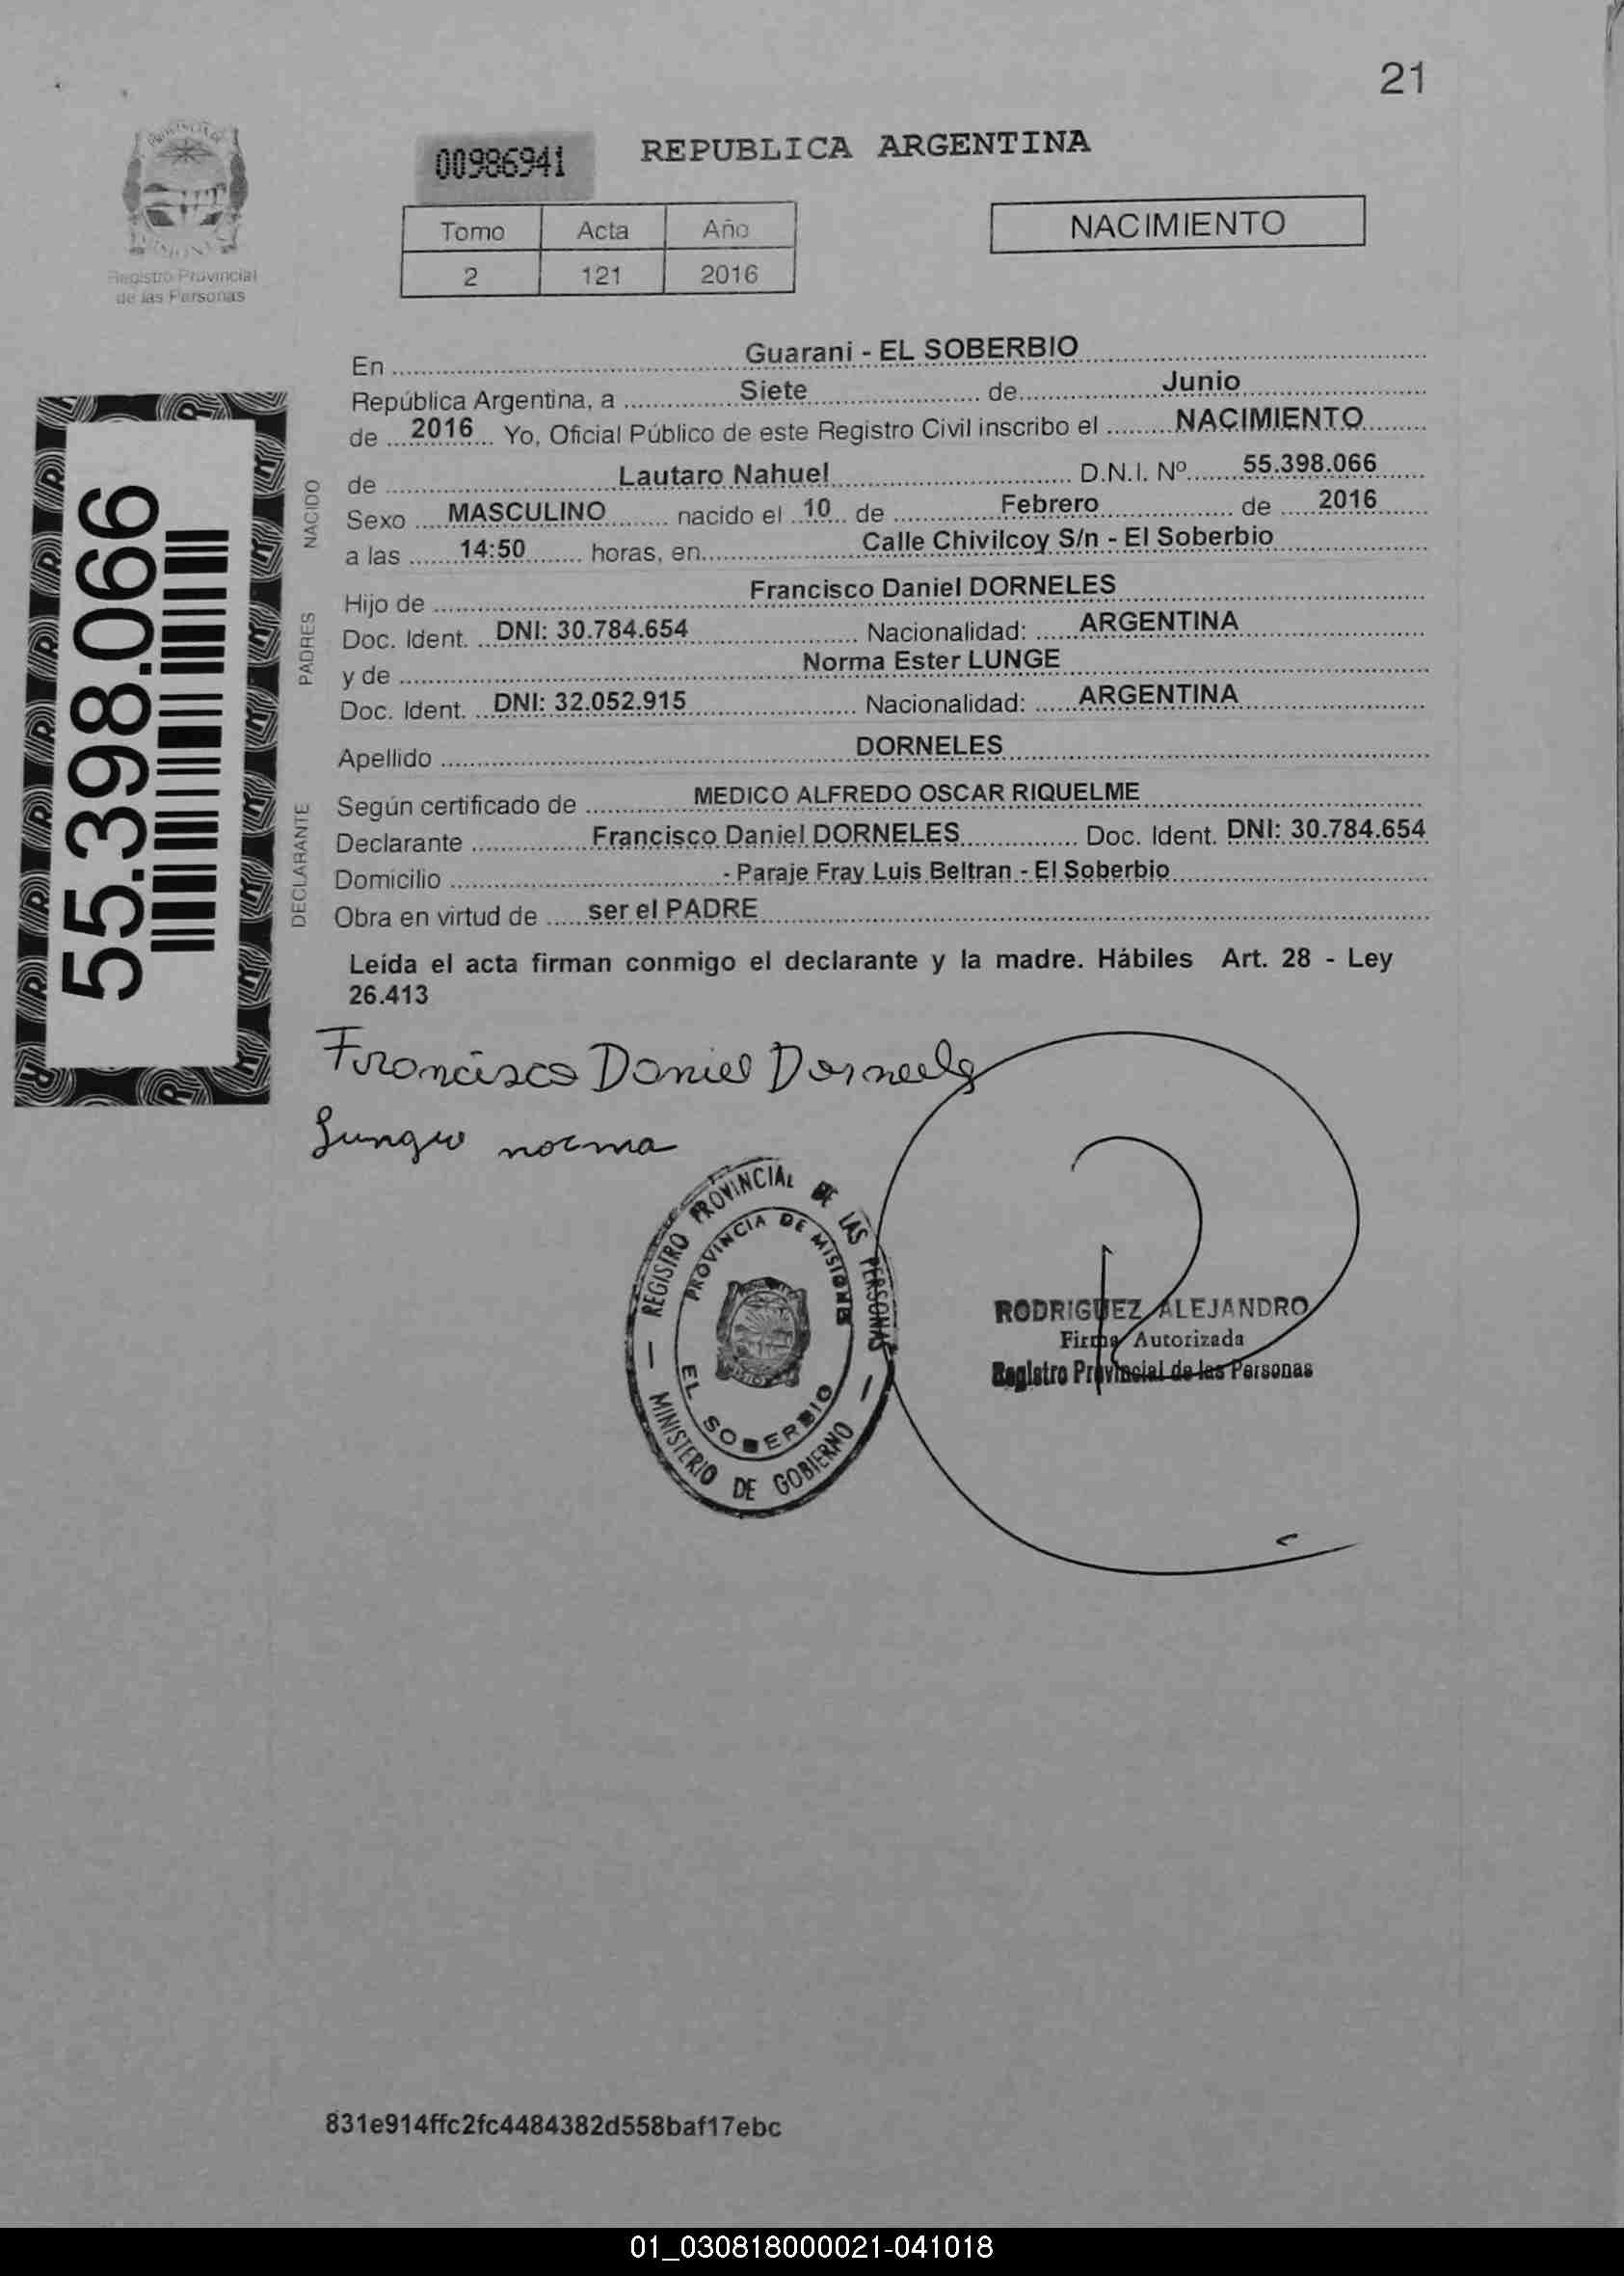 21
PROVINCIA DE
MISIONES
Registro Provincial
de las Personas
00986941
REPUBLICA ARGENTINA
Tomo Acta Año
2 121 2016
NACIMIENTO
55.398.066
En Guarani - EL SOBERBIO
República Argentina, a Siete de Junio
de 2016 Yo, Oficial Público de este Registro Civil inscribo el NACIMIENTO
NACIDO
de Lautaro Nahuel D.N.I. Nº 55.398.066
Sexo MASCULINO nacido el 10 de Febrero de 2016
a las 14:50 horas, en Calle Chivilcoy S/n - El Soberbio
PADRES
Hijo de Francisco Daniel DORNELES
Doc. Ident. DNI: 30.784.654 Nacionalidad: ARGENTINA
y de Norma Ester LUNGE
Doc. Ident. DNI: 32.052.915 Nacionalidad: ARGENTINA
Apellido DORNELES
DECLARANTE
Según certificado de MEDICO ALFREDO OSCAR RIQUELME
Declarante Francisco Daniel DORNELES Doc. Ident. DNI: 30.784.654
Domicilio - Paraje Fray Luis Beltran - El Soberbio
Obra en virtud de ser el PADRE
Leída el acta firman conmigo el declarante y la madre. Hábiles Art. 28 - Ley
26.413
Francisco Daniel
norma
REGISTRO PROVINCIAL DE LAS PERSONAS
MINISTERIO DE GOBIERNO
PROVINCIA DE MISIONES
EL SOBERBIO
RODRIGUEZ ALEJANDRO
Firma Autorizada
Registro Provincial de las Personas
831e914ffc2fc4484382d558baf17ebc
01_030818000021-041018